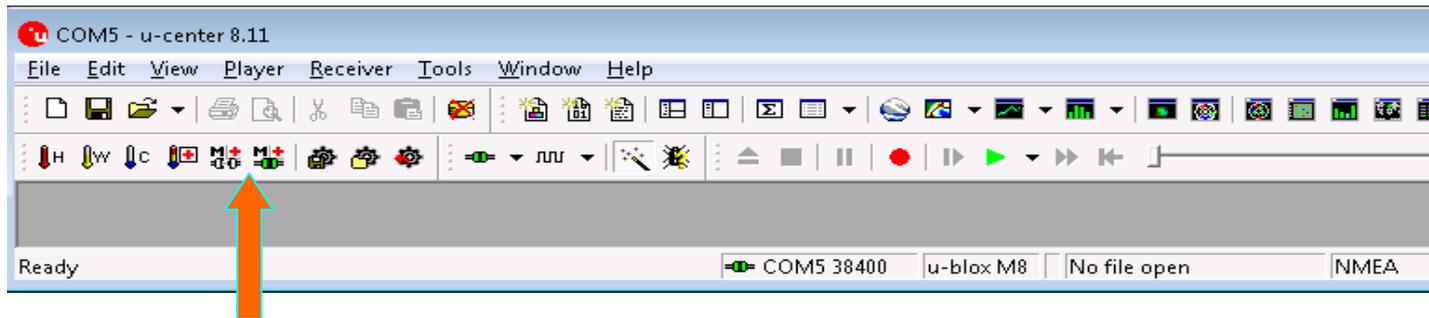 COM5 - u-center 8.11
File Edit View Player Receiver Tools Window Help
H W C
Ready COM5 38400 u-blox M8 No file open NMEA